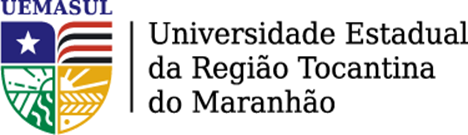 UEMASUL
Universidade Estadual
da Região Tocantina
do Maranhão